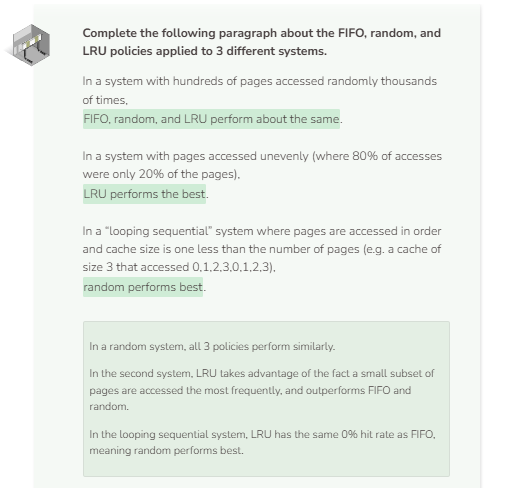 Complete the following paragraph about the FIFO, random, and
LRU policies applied to 3 different systems.
In a system with hundreds of pages accessed randomly thousands
of times,
FIFO, random, and LRU perform about the same.
In a system with pages accessed unevenly (where 80% of accesses
were only 20% of the pages),
LRU performs the best.
In a “looping sequential” system where pages are accessed in order
and cache size is one less than the number of pages (e.g. a cache of
size 3 that accessed 0,1,2,3,0,1,2,3),
random performs best.
In a random system, all 3 policies perform similarly.
In the second system, LRU takes advantage of the fact a small subset of
pages are accessed the most frequently, and outperforms FIFO and
random.
In the looping sequential system, LRU has the same 0% hit rate as FIFO,
meaning random performs best.